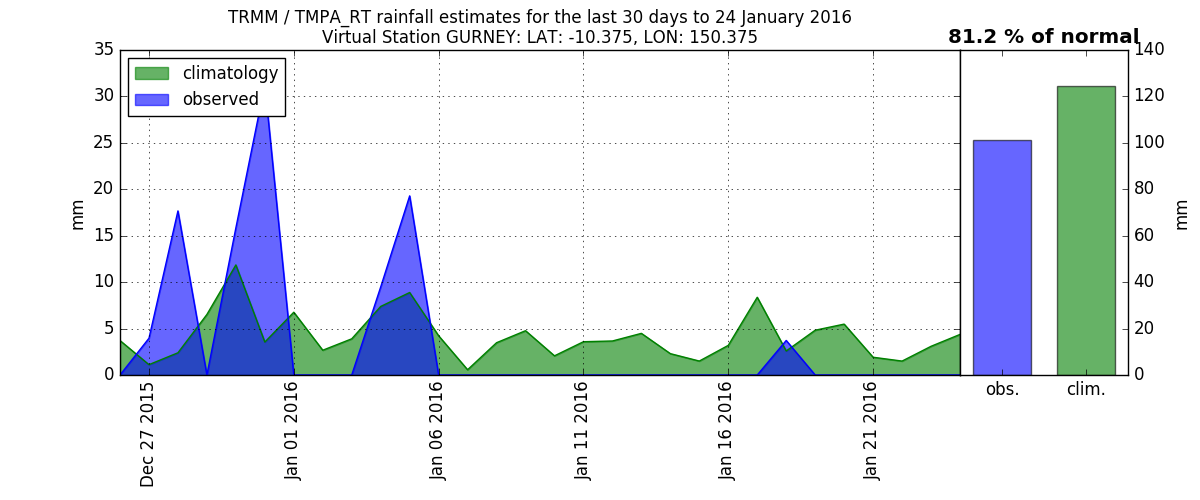 TRMM / TMPA_RT rainfall estimates for the last 30 days to 24 January 2016
Virtual Station GURNEY: LAT: -10.375, LON: 150.375
81.2 % of normal
climatology
observed
35
30
25
20
15
10
5
0
mm
Dec 27 2015
Jan 01 2016
Jan 06 2016
Jan 11 2016
Jan 16 2016
Jan 21 2016
obs.
clim.
140
120
100
80
60
40
20
0
mm